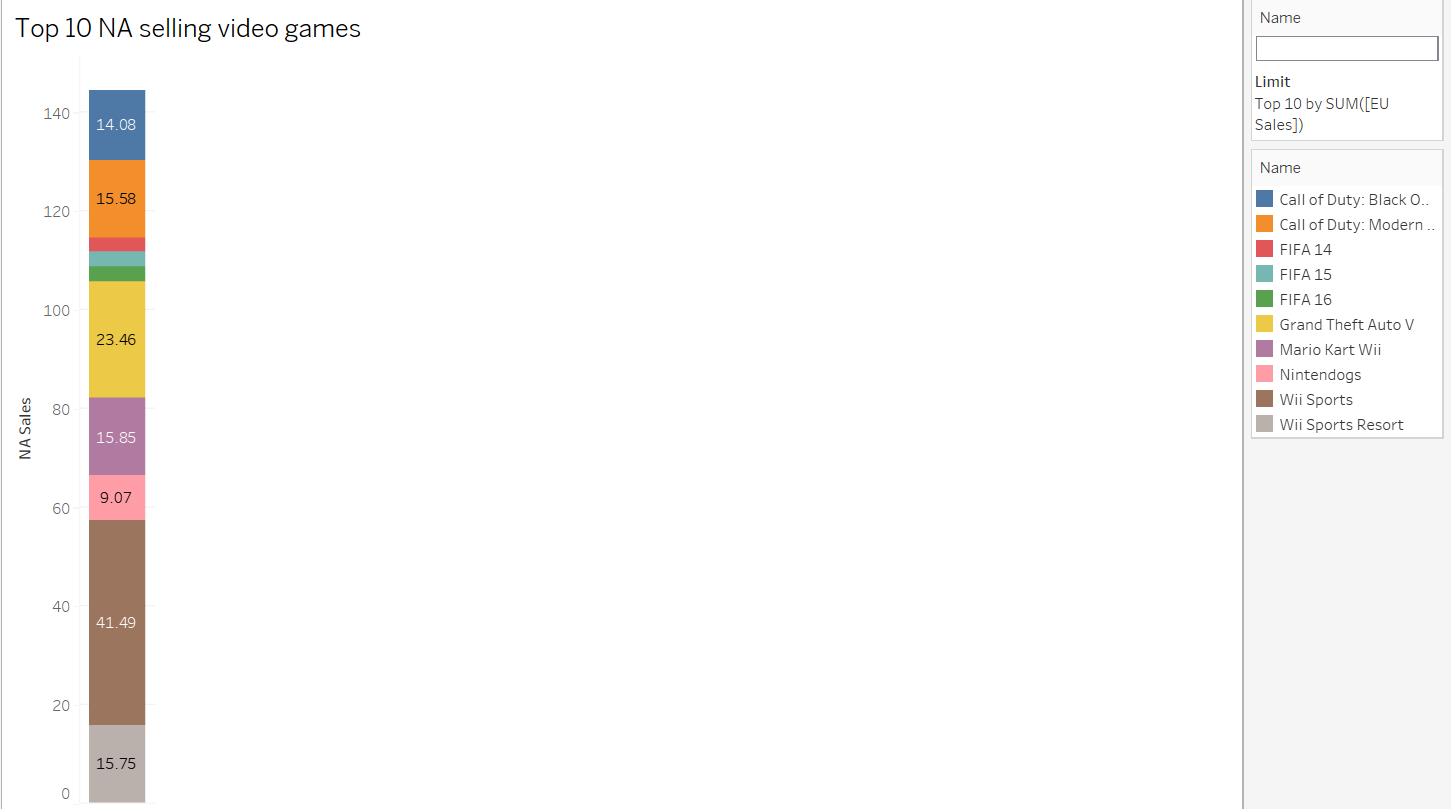 Top 10 NA selling video games
NA Sales
140
120
100
80
60
40
20
0
14.08
15.58
23.46
15.85
9.07
41.49
15.75
Name
Limit
Top 10 by SUM([EU
Sales])
Name
Call of Duty: Black O..
Call of Duty: Modern ..
FIFA 14
FIFA 15
FIFA 16
Grand Theft Auto V
Mario Kart Wii
Nintendogs
Wii Sports
Wii Sports Resort